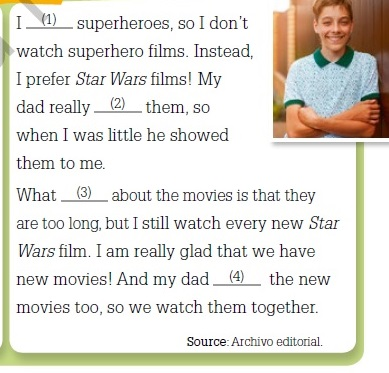 I (1) superheroes, so I don't
watch superhero films. Instead,
I prefer Star Wars films! My
dad really (2) them, so
when I was little he showed
them to me.
What (3) about the movies is that they
are too long, but I still watch every new Star
Wars film. I am really glad that we have
new movies! And my dad (4) the new
movies too, so we watch them together.
Source: Archivo editorial.